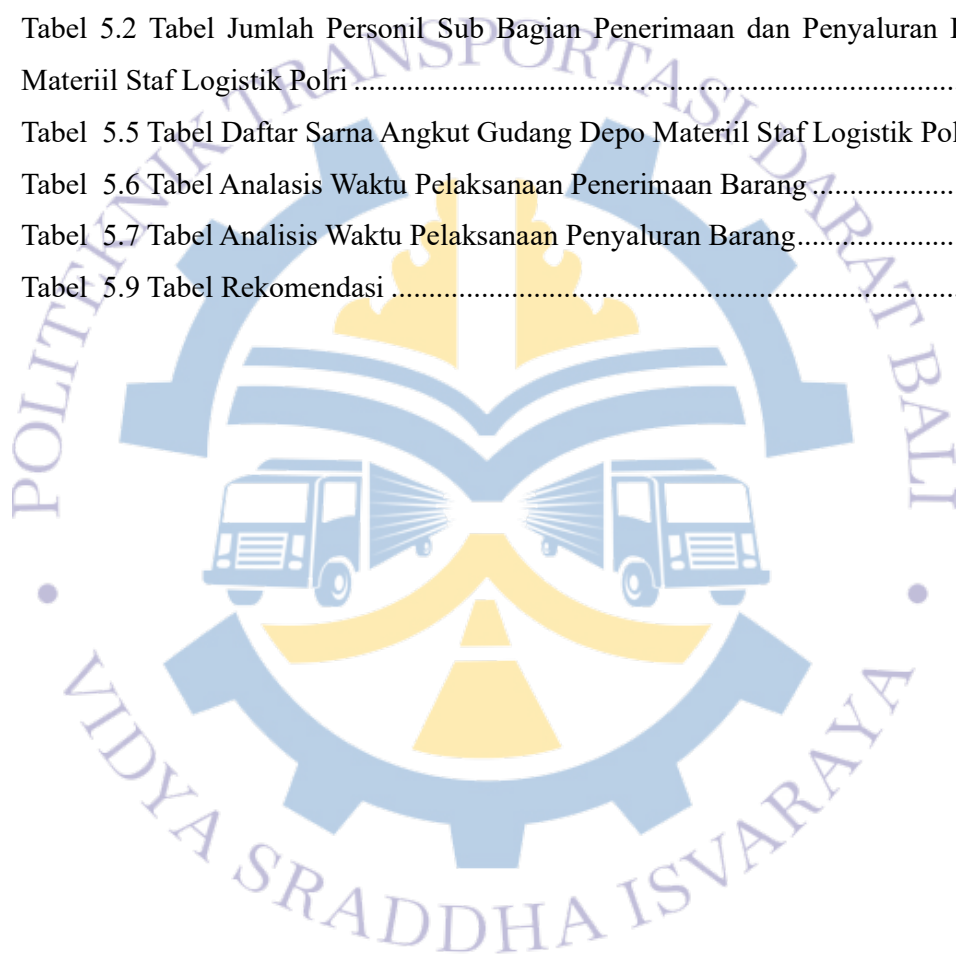 Tabel 5.2 Tabel Jumlah Personil Sub Bagian Penerimaan dan Penyaluran
Materiil Staf Logistik Polri ........................................................................................
Tabel 5.5 Tabel Daftar Sarna Angkut Gudang Depo Materiil Staf Logistik
Tabel 5.6 Tabel Analasis Waktu Pelaksanaan Penerimaan Barang .....................
Tabel 5.7 Tabel Analisis Waktu Pelaksanaan Penyaluran Barang........................
Tabel 5.9 Tabel Rekomendasi ..................................................................................
POLITEKNIK TRANSPORTASI DARAT BALI
VIDYA SRADDHA ISVARAYA